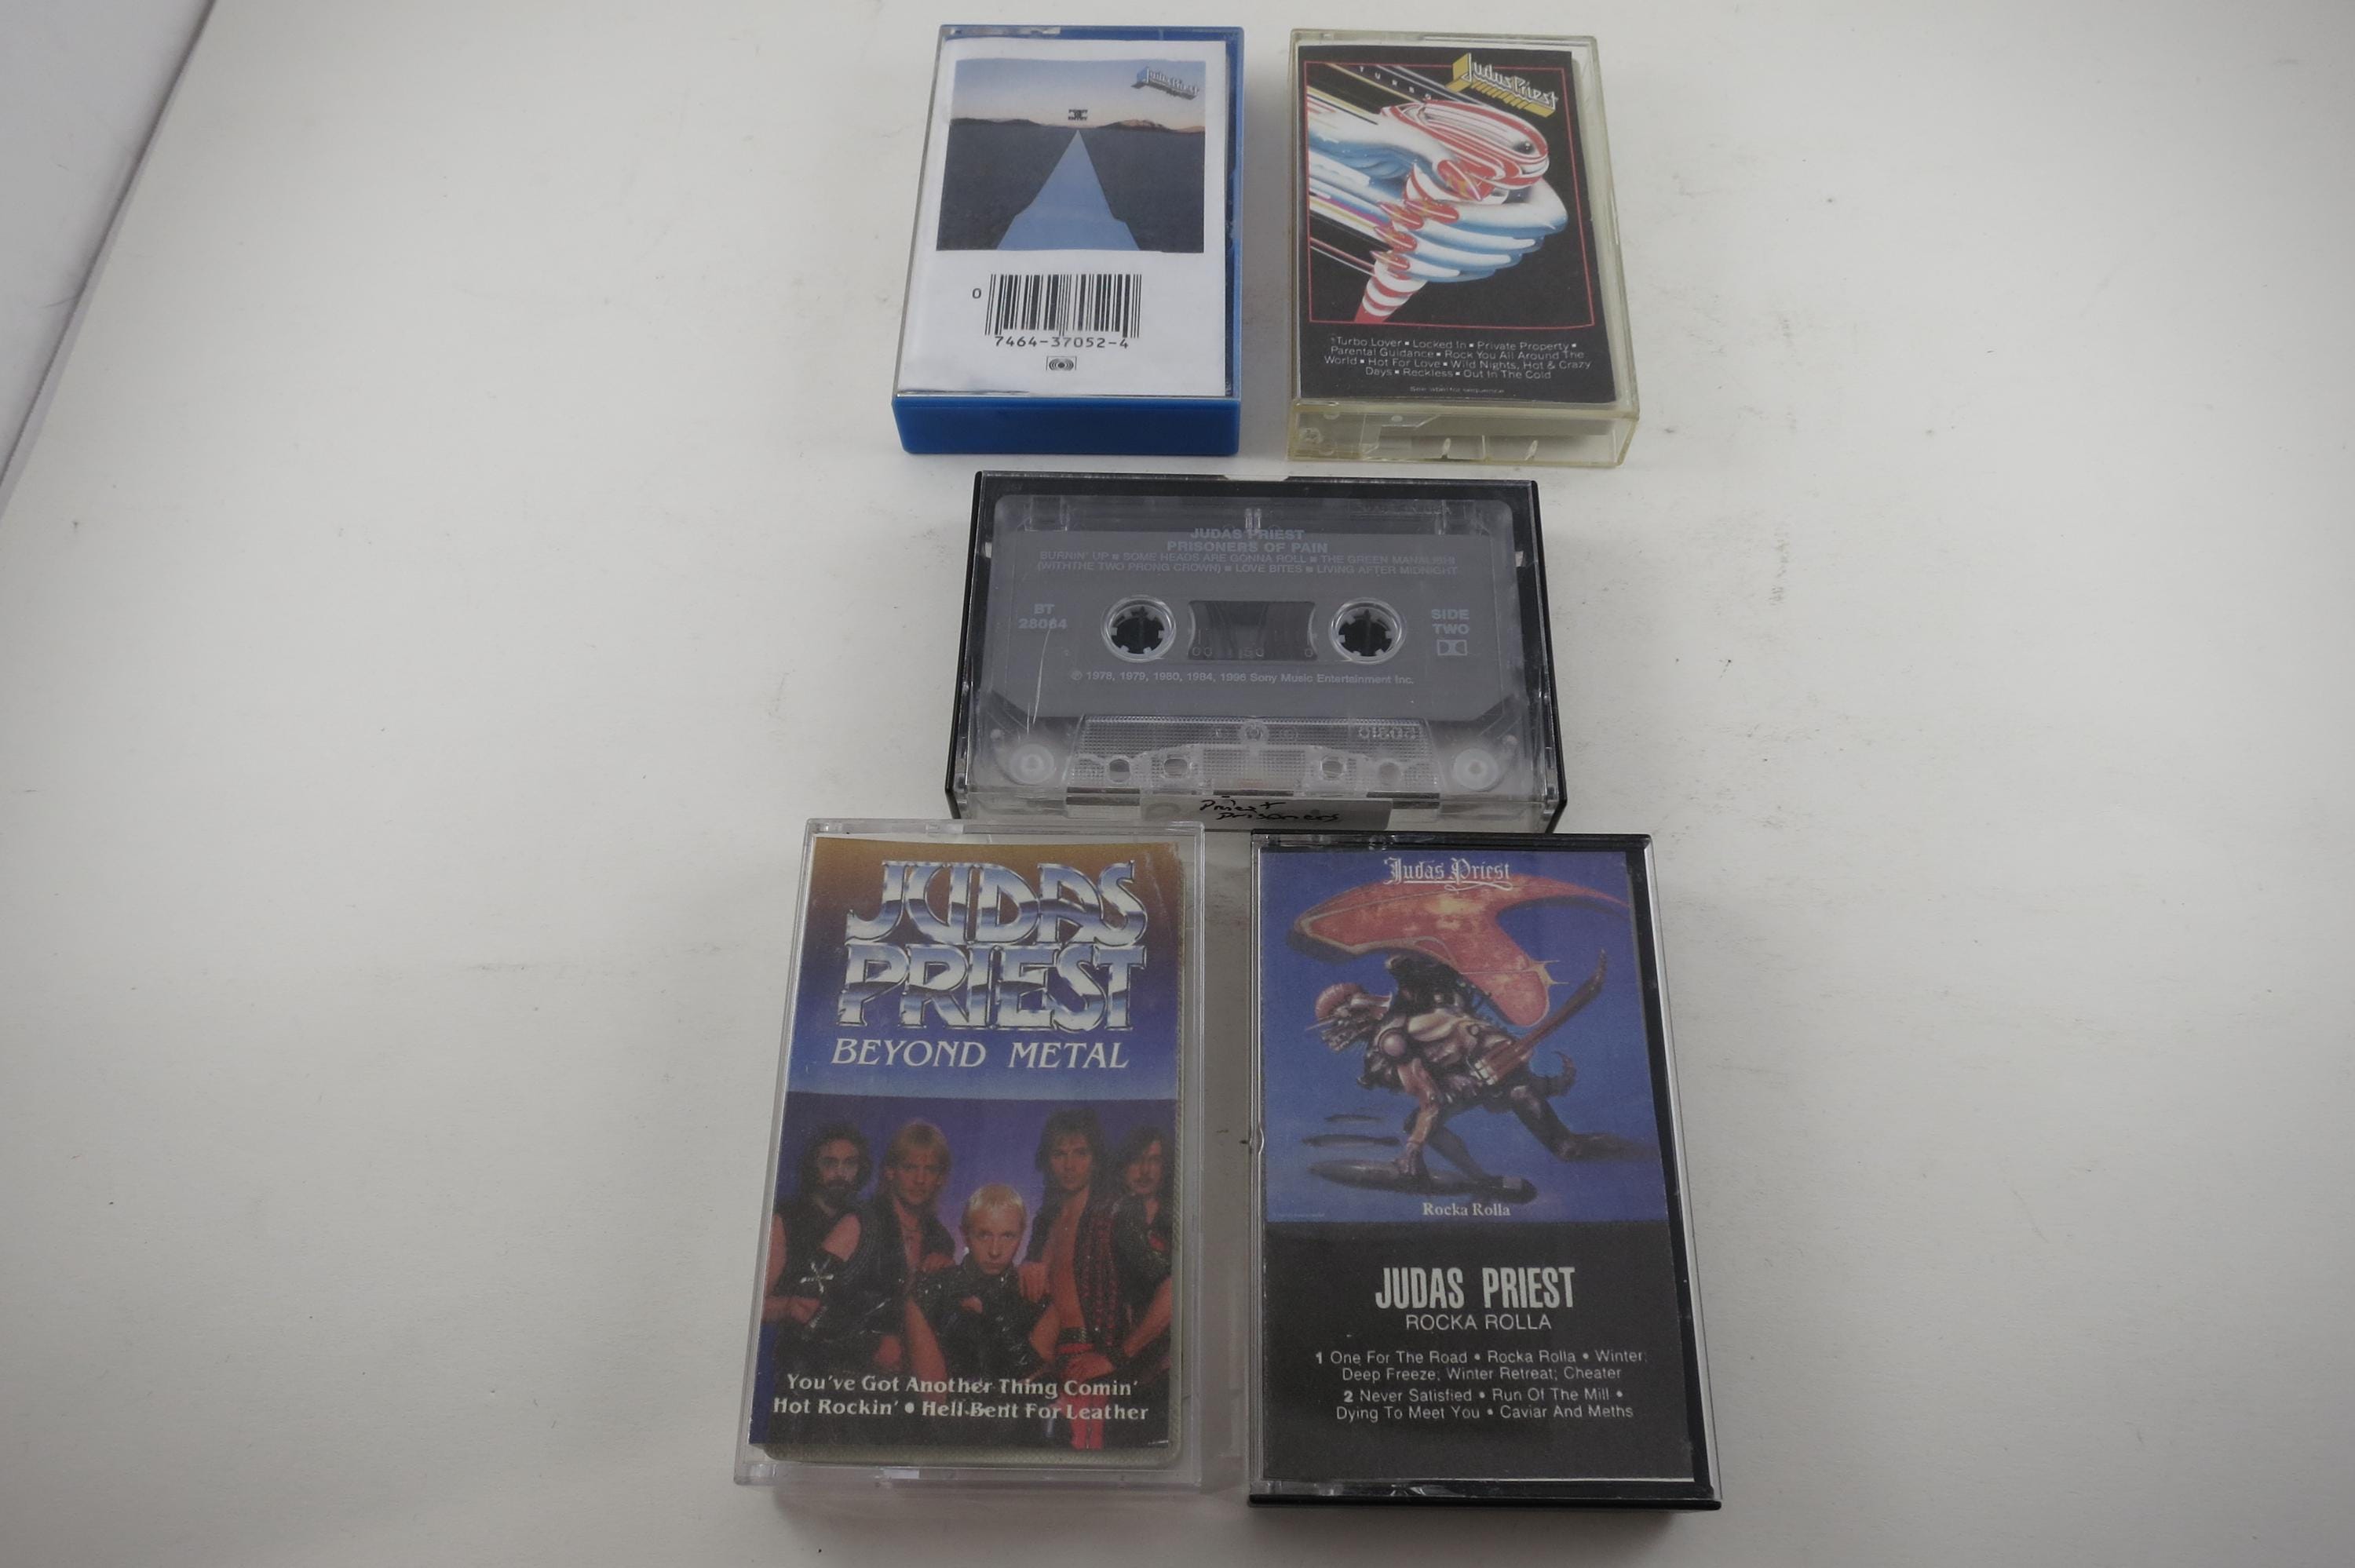 Judas Priest
0
7464-37052-4
TURBO
Judas Priest
Turbo Lover ▪ Locked In ▪ Private Property ▪
Parental Guidance ▪ Rock You All Around The
World ▪ Hot For Love ▪ Wild Nights, Hot & Crazy
Days ▪ Reckless ▪ Out In The Cold
JUDAS PRIEST
PRISONERS OF PAIN
BURNIN' UP ■ SOME HEADS ARE GONNA ROLL ■ THE GREEN MANALISHI
(WITHTHE TWO PRONG CROWN) ■ LOVE BITES ■ LIVING AFTER MIDNIGHT
BT
28084
SIDE
TWO
℗ 1978, 1979, 1980, 1984, 1996 Sony Music Entertainment Inc.
Priest
Prisoners
JUDAS
PRIEST
BEYOND METAL
You've Got Another Thing Comin'
Hot Rockin' • Hell Bent For Leather
Judas Priest
Rocka Rolla
JUDAS PRIEST
ROCKA ROLLA
1 One For The Road • Rocka Rolla • Winter;
Deep Freeze; Winter Retreat; Cheater
2 Never Satisfied • Run Of The Mill •
Dying To Meet You • Caviar And Meths